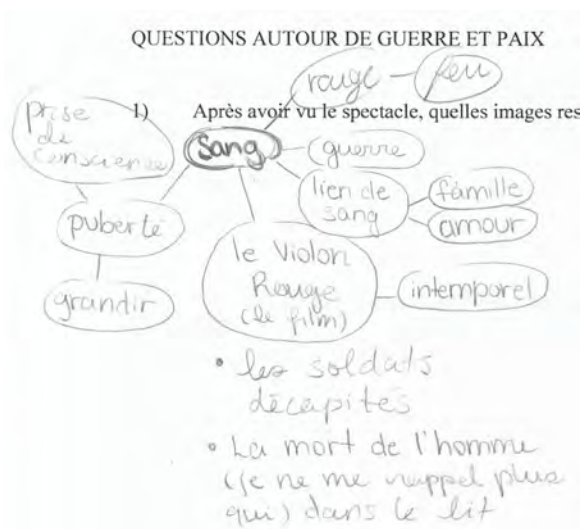 QUESTIONS AUTOUR DE GUERRE ET PAIX
rouge – feu
1) Après avoir vu le spectacle, quelles images res
prise
de
conscience
Sang
guerre
lien de
sang
famille
amour
puberté
grandir
le Violon
Rouge
(le film)
intemporel
• les soldats
décapités
• La mort de l'homme
(je ne me rappel plus
qui) dans le lit